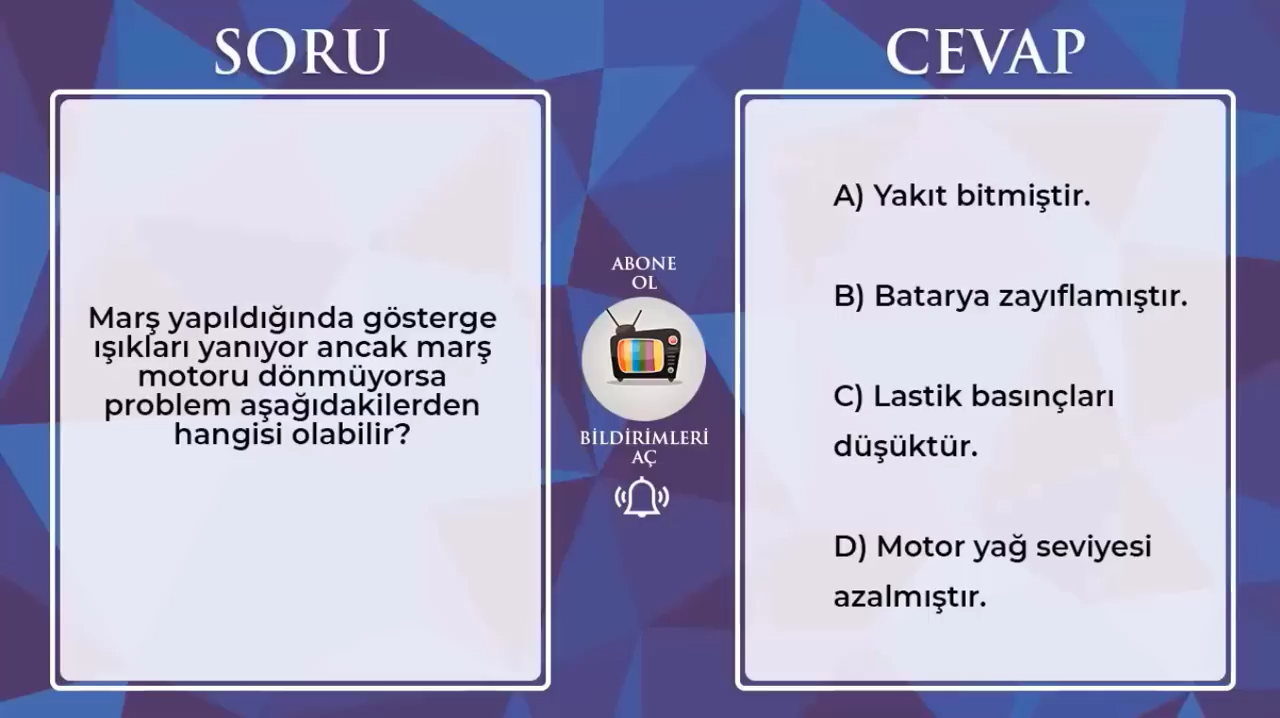 SORU
Marş yapıldığında gösterge
ışıkları yanıyor ancak marş
motoru dönmüyorsa
problem aşağıdakilerden
hangisi olabilir?
ABONE
OL
BİLDİRİMLERİ
AÇ
CEVAP
A) Yakıt bitmiştir.
B) Batarya zayıflamıştır.
C) Lastik basınçları
düşüktür.
D) Motor yağ seviyesi
azalmıştır.